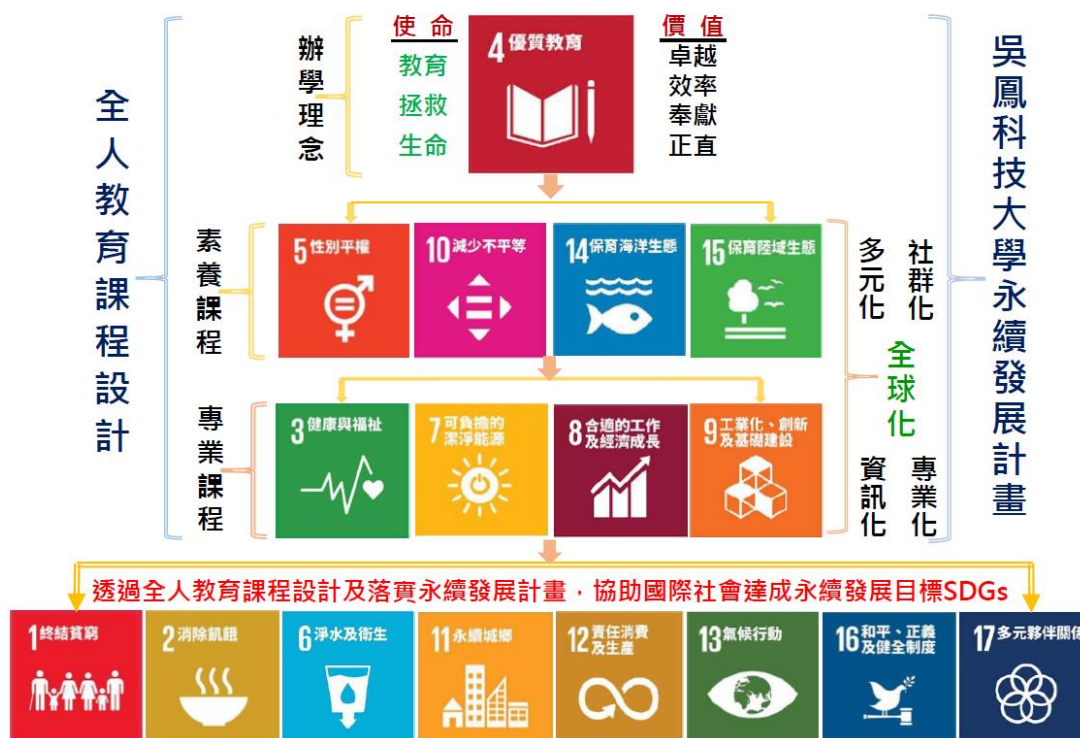 全人教育課程設計
辦學理念
使命
教育
拯救
生命
4 優質教育
價值
卓越
效率
奉獻
正直
吳鳳科技大學永續發展計畫
素養課程
5 性別平權
10 減少不平等
14 保育海洋生態
15 保育陸域生態
多元化
社群化
全球化
資訊化
專業化
專業課程
3 健康與福祉
7 可負擔的
潔淨能源
8 合適的工作
及經濟成長
9 工業化、創新
及基礎建設
透過全人教育課程設計及落實永續發展計畫，協助國際社會達成永續發展目標SDGs
1 終結貧窮
2 消除飢餓
6 淨水及衛生
11 永續城鄉
12 責任消費
及生產
13 氣候行動
16 和平、正義
及健全制度
17 多元夥伴關係